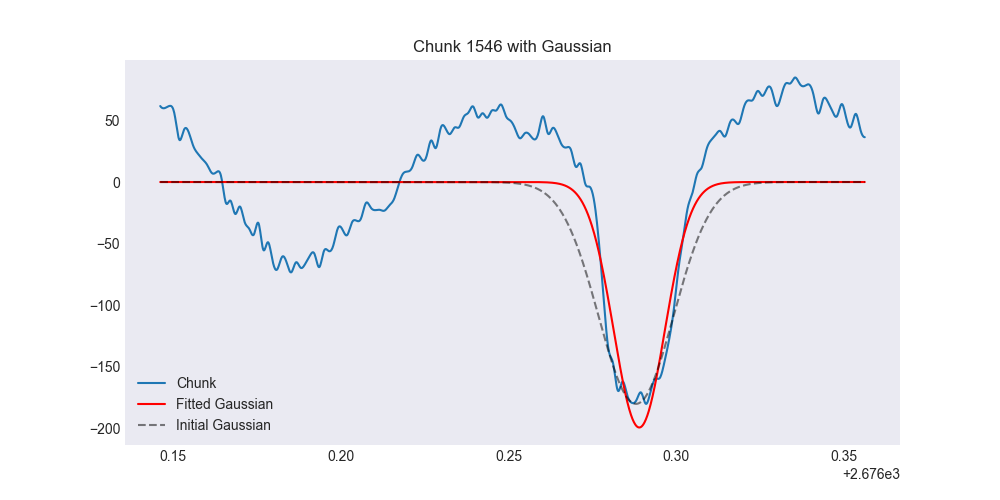 Chunk 1546 with Gaussian
50
0
−50
−100
−150
−200
Chunk
Fitted Gaussian
Initial Gaussian
0.15 0.20 0.25 0.30 0.35
+2.676e3